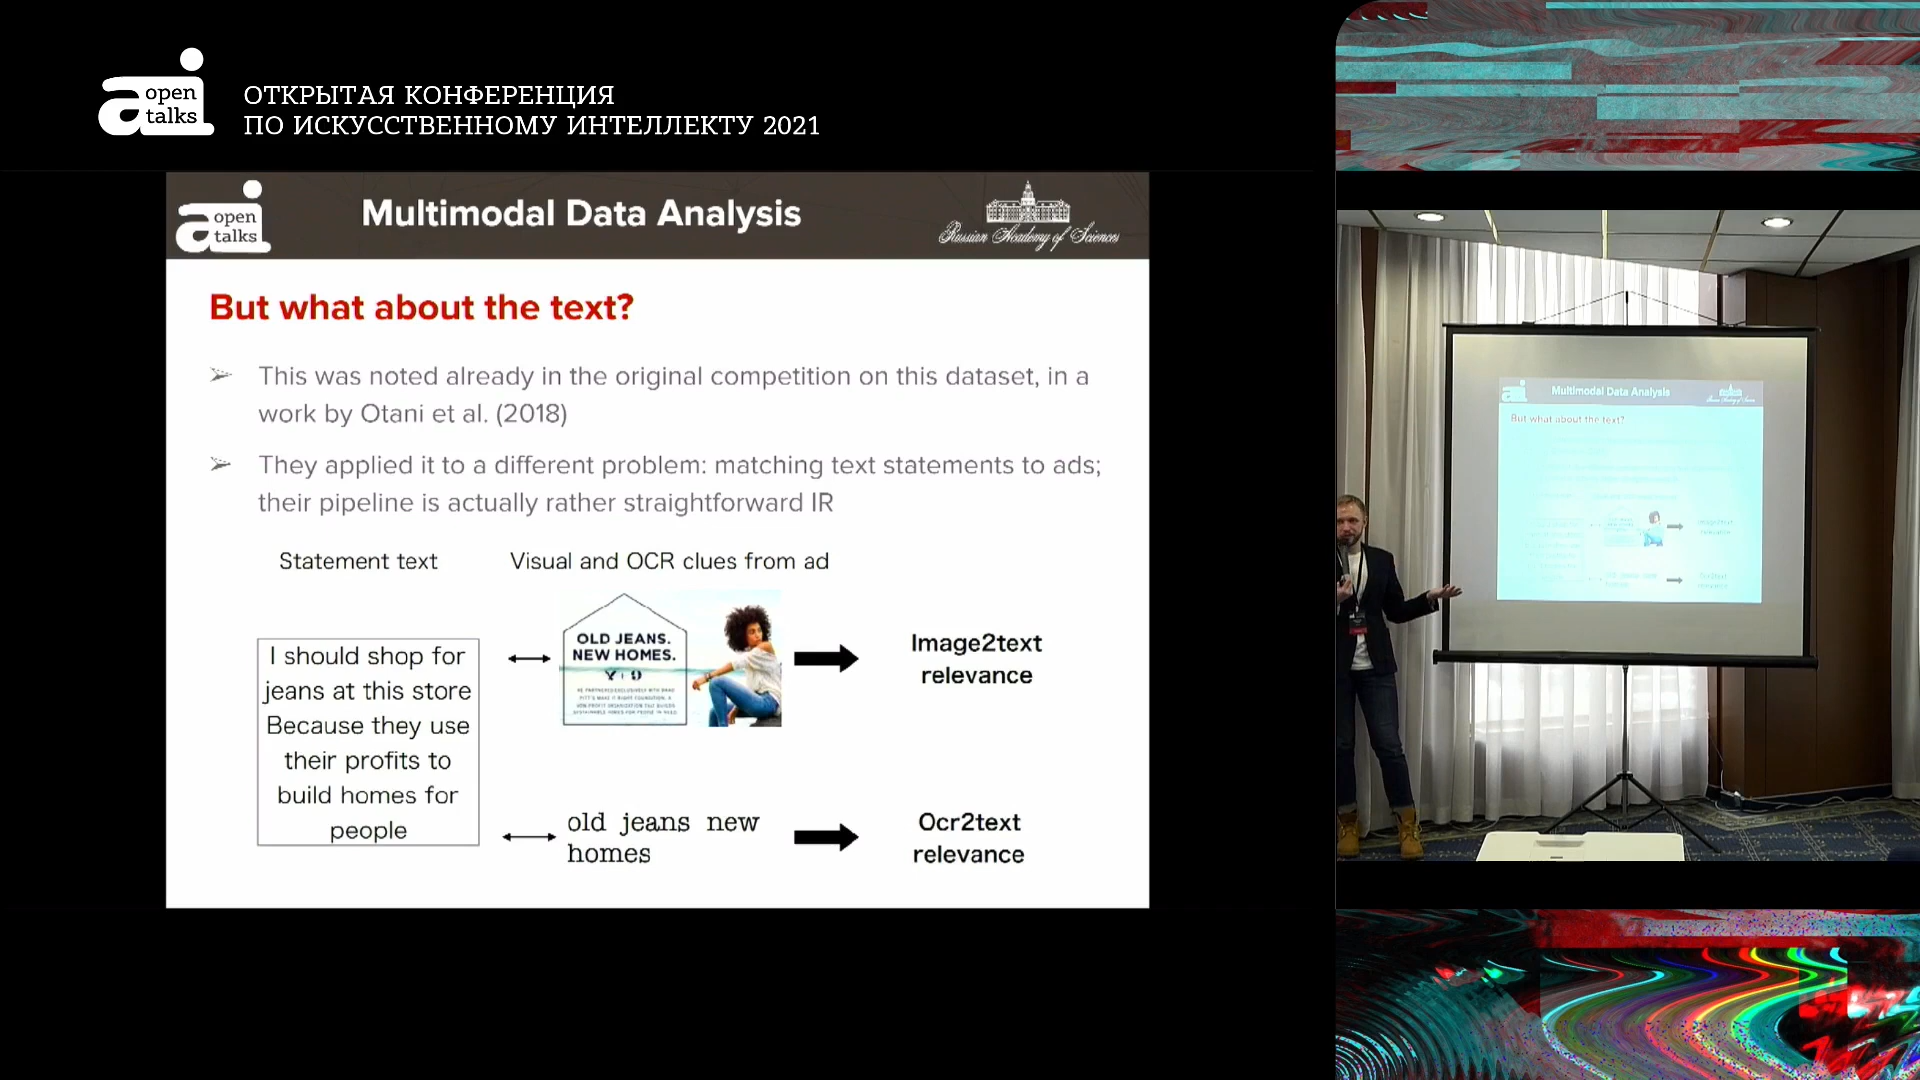 open
talks
ОТКРЫТАЯ КОНФЕРЕНЦИЯ
ПО ИСКУССТВЕННОМУ ИНТЕЛЛЕКТУ 2021
open
talks
Multimodal Data Analysis
Russian Academy of Sciences
But what about the text?
This was noted already in the original competition on this dataset, in a
work by Otani et al. (2018)
They applied it to a different problem: matching text statements to ads;
their pipeline is actually rather straightforward IR
Statement text
Visual and OCR clues from ad
I should shop for
jeans at this store
Because they use
their profits to
build homes for
people
OLD JEANS.
NEW HOMES.
Image2text
relevance
old jeans new
homes
Ocr2text
relevance
Multimodal Data Analysis
But what about the text?